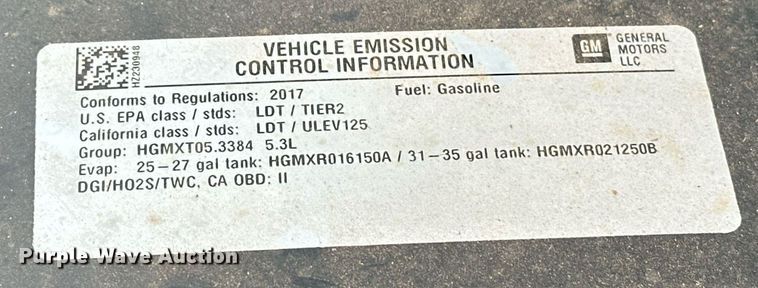 HZ230948
VEHICLE EMISSION
CONTROL INFORMATION
GM
GENERAL
MOTORS
LLC
Conforms to Regulations: 2017 Fuel: Gasoline
U.S. EPA class / stds: LDT / TIER2
California class / stds: LDT / ULEV125
Group: HGMXT05.3384 5.3L
Evap: 25-27 gal tank: HGMXR016150A / 31-35 gal tank: HGMXR021250B
DGI/HO2S/TWC, CA OBD: II
Purple Wave Auction